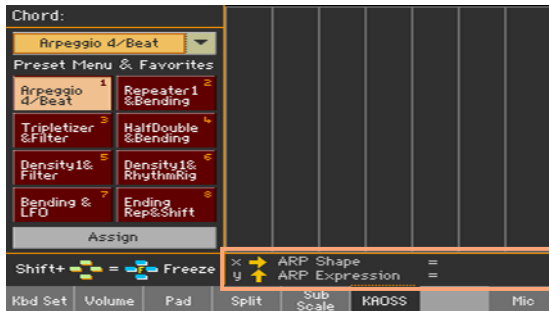 Chord:
Arpeggio 4/Beat
Preset Menu & Favorites
Arpeggio 4/Beat 1
Repeater1 &Bending 2
Tripletizer &Filter 3
HalfDouble &Bending 4
Density1& Filter 5
Density1& RhythmRig 6
Bending & LFO 7
Ending Rep&Shift 8
Assign
Shift+ = F Freeze
x ARP Shape =
y ARP Expression =
Kbd Set Volume Pad Split Sub Scale KAOSS Mic